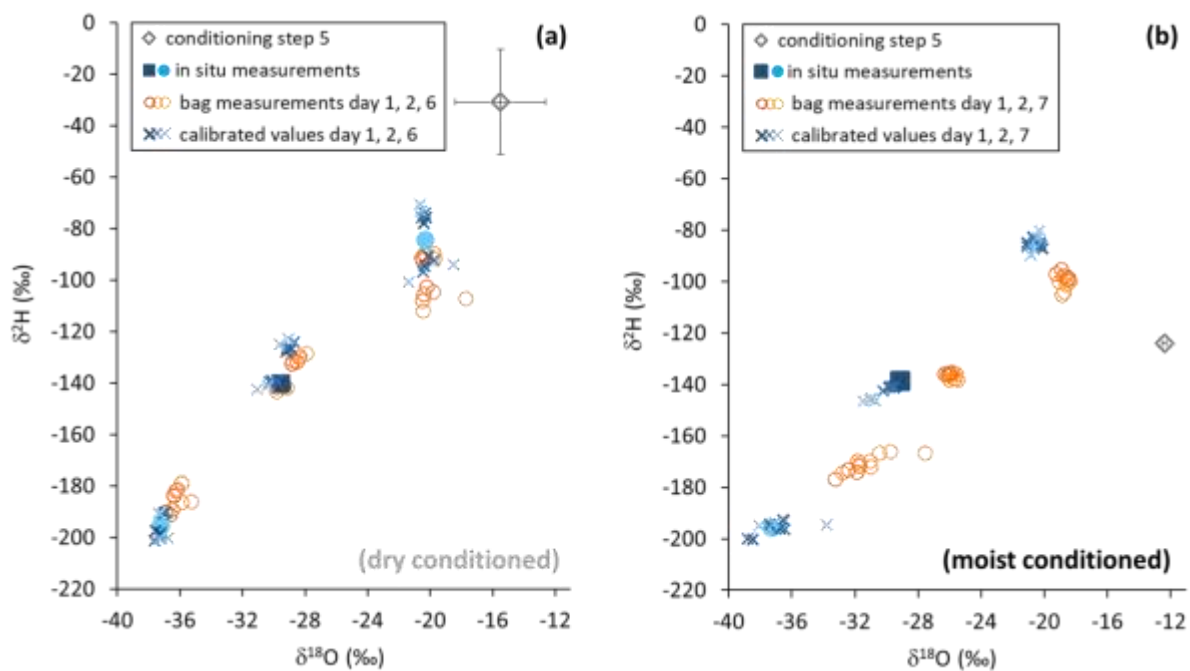 (a)
conditioning step 5
in situ measurements
bag measurements day 1, 2, 6
calibrated values day 1, 2, 6
0
-20
-40
-60
-80
-100
-120
-140
-160
-180
-200
-220
δ²H (‰)
(dry conditioned)
-40 -36 -32 -28 -24 -20 -16 -12
δ¹⁸O (‰)
(b)
conditioning step 5
in situ measurements
bag measurements day 1, 2, 7
calibrated values day 1, 2, 7
0
-20
-40
-60
-80
-100
-120
-140
-160
-180
-200
-220
δ²H (‰)
(moist conditioned)
-40 -36 -32 -28 -24 -20 -16 -12
δ¹⁸O (‰)